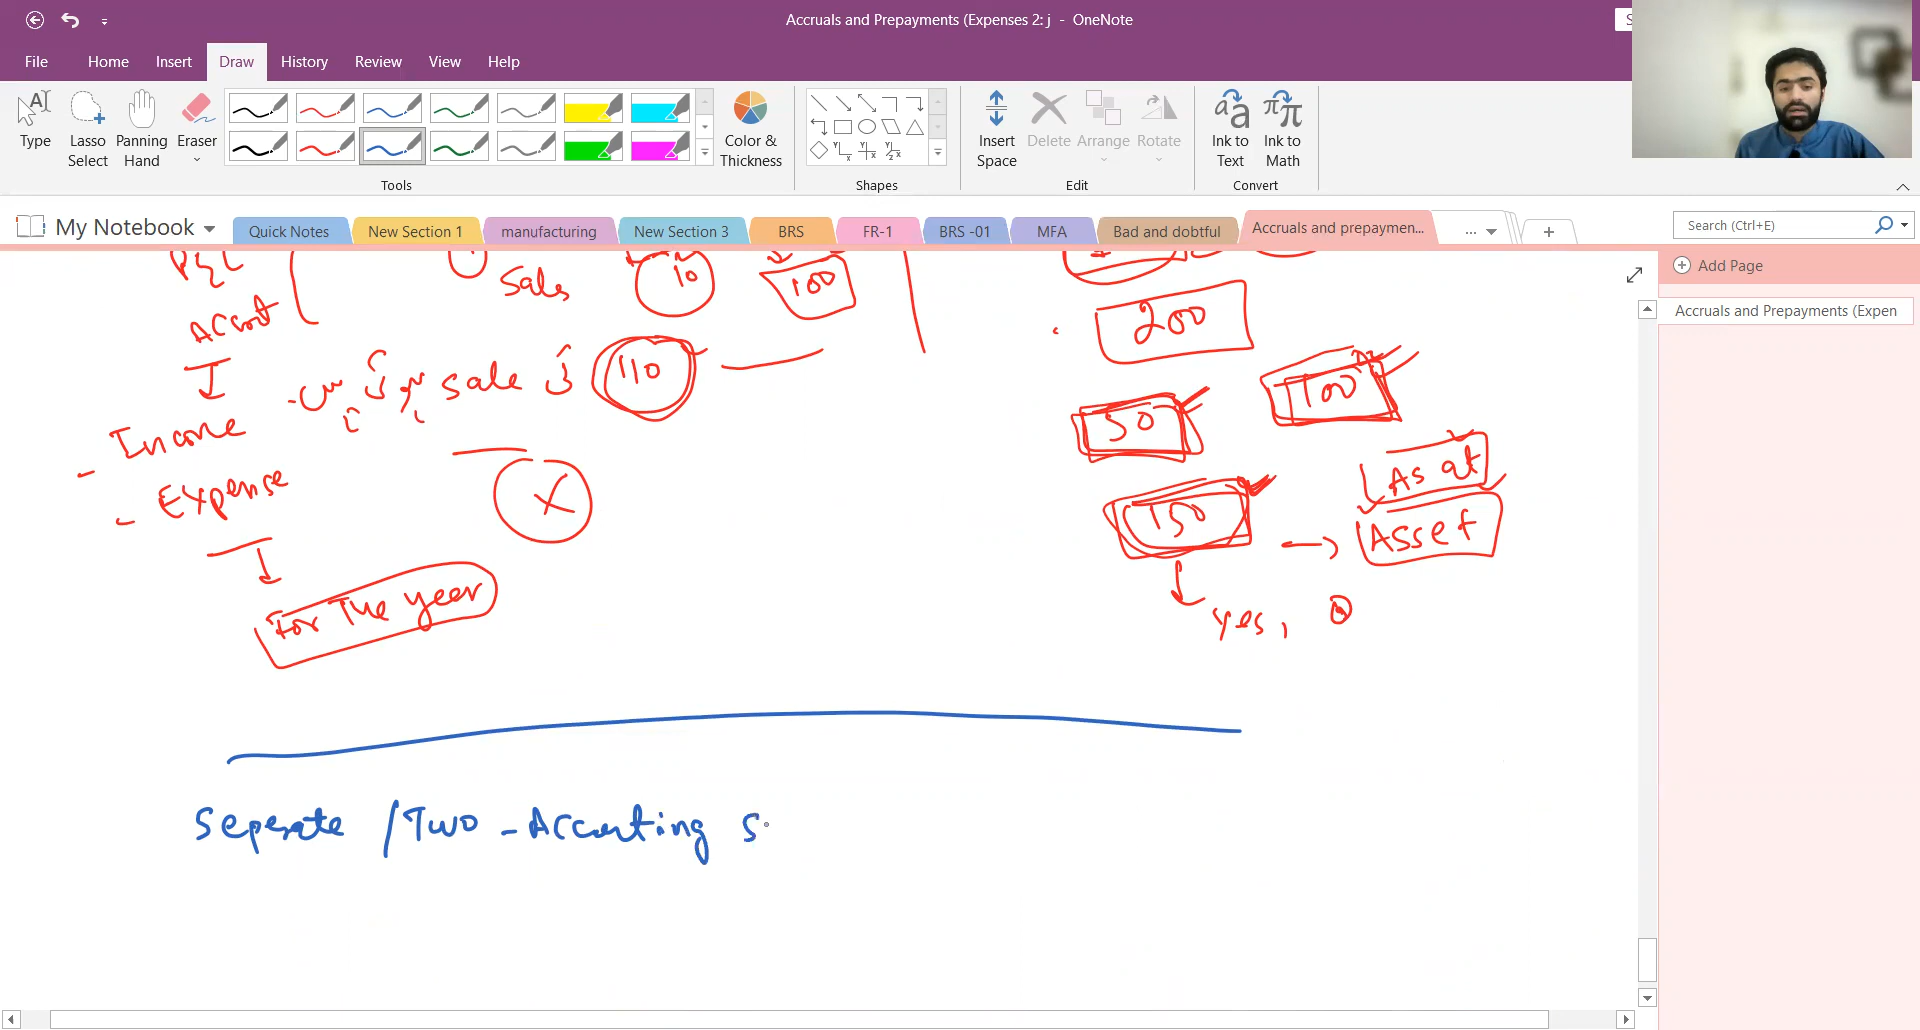 Accruals and Prepayments (Expenses 2: j - OneNote
File Home Insert Draw History Review View Help
Type
Lasso Select
Panning Hand
Eraser
Color & Thickness
Insert Space
Delete
Arrange
Rotate
Ink to Text
Ink to Math
Tools Shapes Edit Convert
My Notebook Quick Notes New Section 1 manufacturing New Section 3 BRS FR-1 BRS -01 MFA Bad and dobtful Accruals and prepaymen... ...
Search (Ctrl+E)
Add Page
Accruals and Prepayments (Expen
P&L
Sales 10 100
200
sale 110
100
50
- Income
- Expense
X
As at
150 → Asset
For The year
Yes,
Seperate / Two - Accounting S